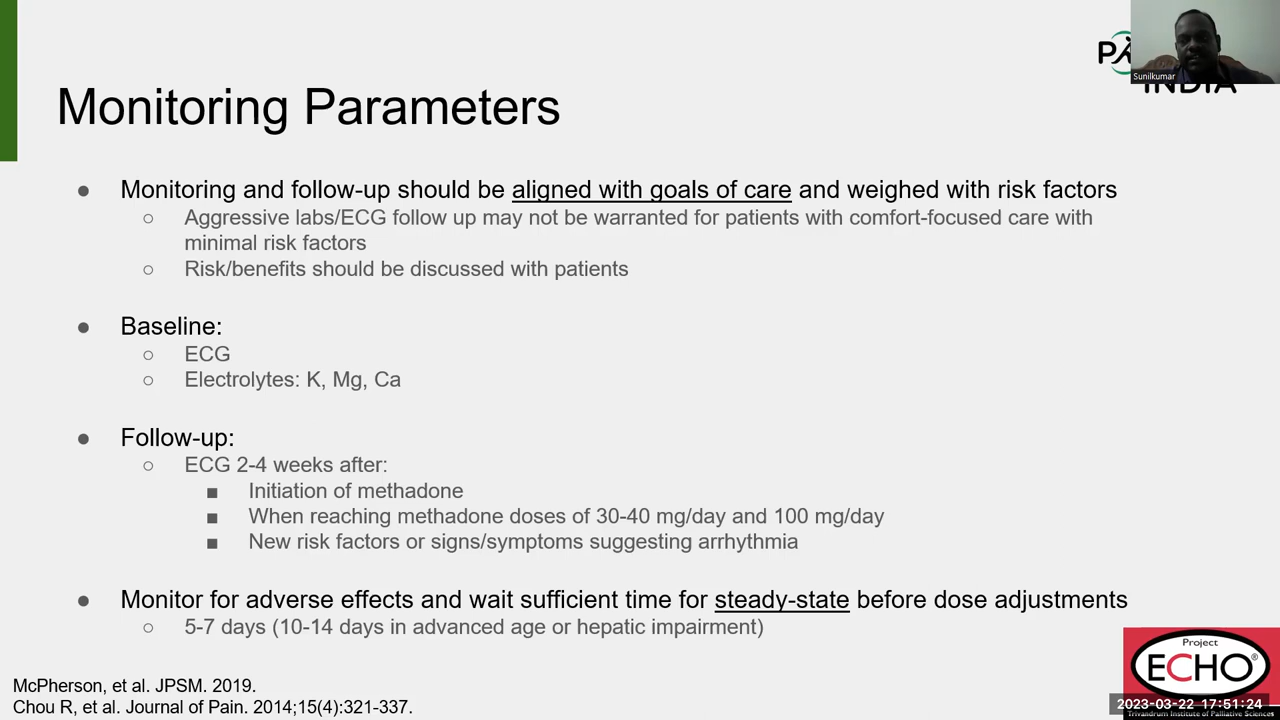 Sunilkumar
INDIA
Monitoring Parameters
● Monitoring and follow-up should be aligned with goals of care and weighed with risk factors
○ Aggressive labs/ECG follow up may not be warranted for patients with comfort-focused care with
minimal risk factors
○ Risk/benefits should be discussed with patients
● Baseline:
○ ECG
○ Electrolytes: K, Mg, Ca
● Follow-up:
○ ECG 2-4 weeks after:
■ Initiation of methadone
■ When reaching methadone doses of 30-40 mg/day and 100 mg/day
■ New risk factors or signs/symptoms suggesting arrhythmia
● Monitor for adverse effects and wait sufficient time for steady-state before dose adjustments
○ 5-7 days (10-14 days in advanced age or hepatic impairment)
McPherson, et al. JPSM. 2019.
Chou R, et al. Journal of Pain. 2014;15(4):321-337.
Project
ECHO®
2023-03-22 17:51:24
Trivandrum Institute of Palliative Sciences